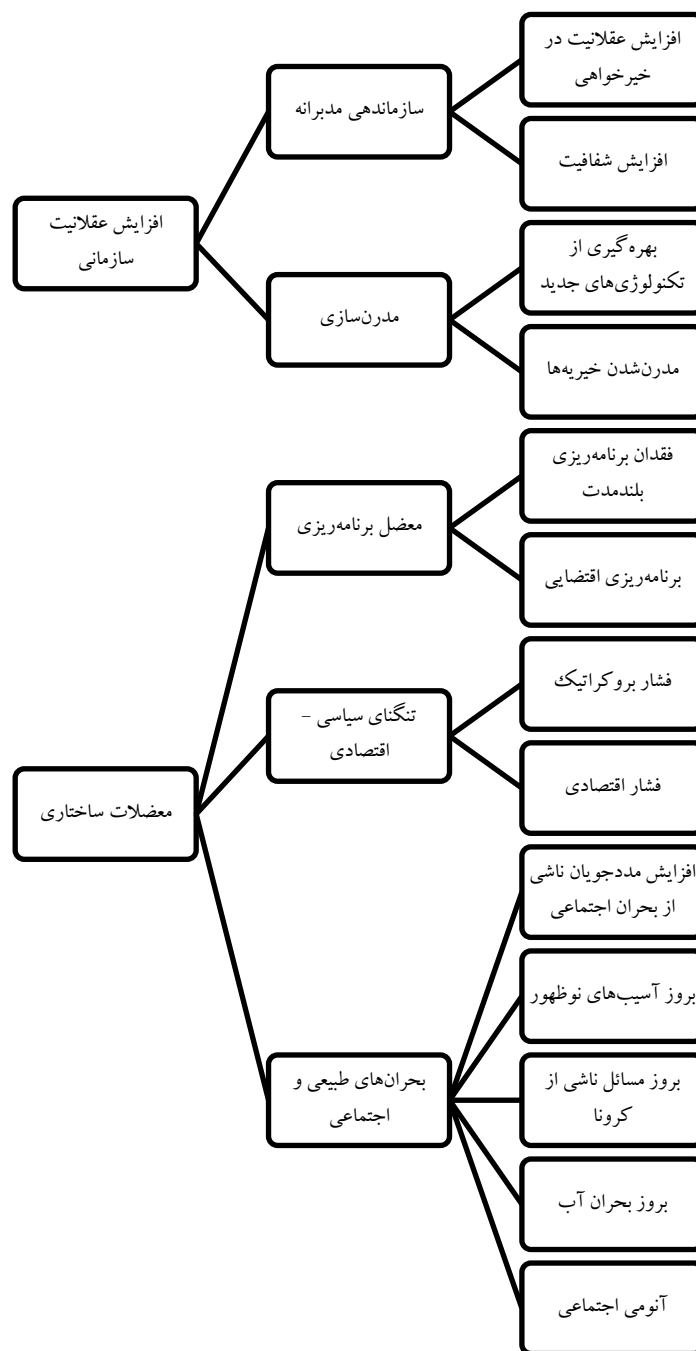 افزایش عقلانیت
سازمانی
سازماندهی مدبرانه
افزایش عقلانیت در
خیرخواهی
افزایش شفافیت
مدرن‌سازی
بهره‌گیری از
تکنولوژی‌های جدید
مدرن‌شدن خیریه‌ها
معضلات ساختاری
معضل برنامه‌ریزی
فقدان برنامه‌ریزی
بلندمدت
برنامه‌ریزی اقتضایی
تنگنای سیاسی –
اقتصادی
فشار بروکراتیک
فشار اقتصادی
بحران‌های طبیعی و
اجتماعی
افزایش مددجویان ناشی
از بحران اجتماعی
بروز آسیب‌های نوظهور
بروز مسائل ناشی از
کرونا
بروز بحران آب
آنومی اجتماعی